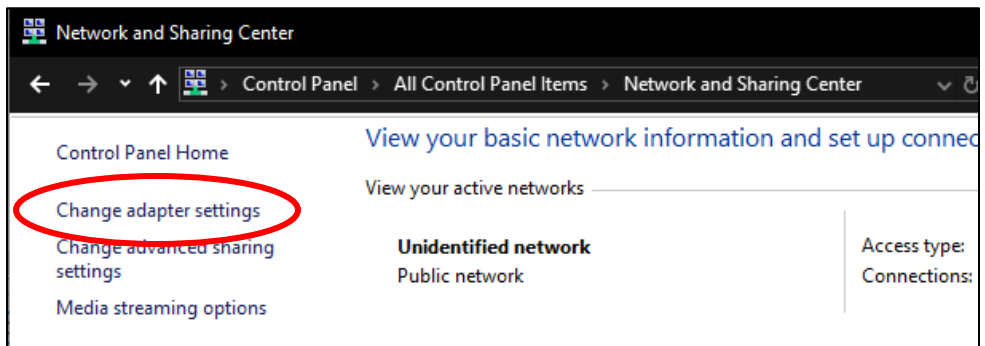 Network and Sharing Center
Control Panel > All Control Panel Items > Network and Sharing Center
Control Panel Home
Change adapter settings
Change advanced sharing
settings
Media streaming options
View your basic network information and set up connec
View your active networks
Unidentified network
Public network
Access type:
Connections: